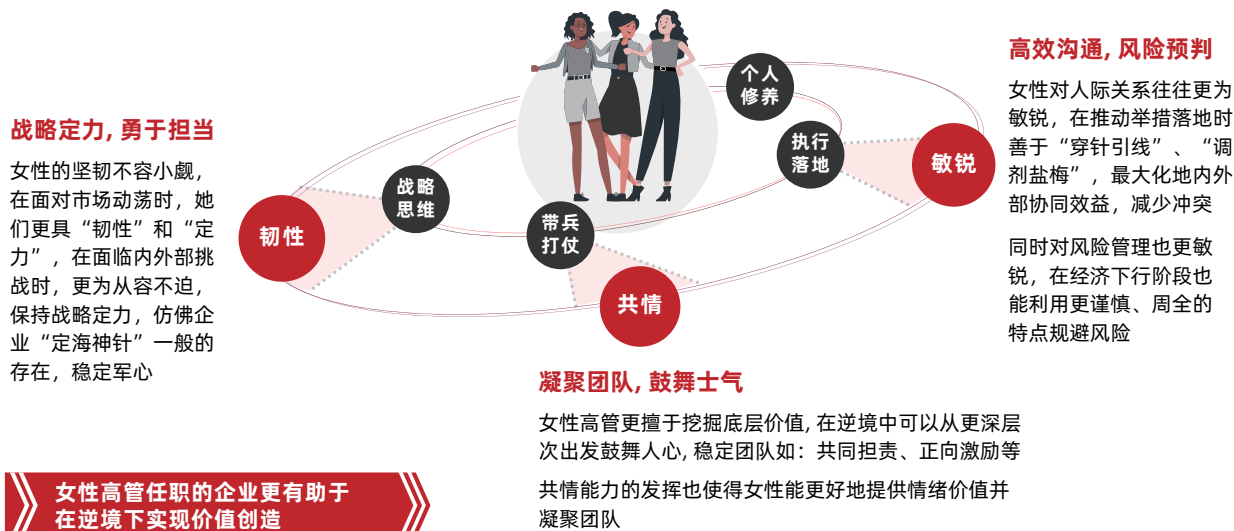 战略定力, 勇于担当
女性的坚韧不容小觑，
在面对市场动荡时，她
们更具“韧性”和“定
力”，在面临内外部挑
战时，更为从容不迫，
保持战略定力，仿佛企
业“定海神针”一般的
存在，稳定军心
韧性
战略
思维
带兵
打仗
共情
个人
修养
执行
落地
敏锐
高效沟通, 风险预判
女性对人际关系往往更为
敏锐，在推动举措落地时
善于“穿针引线”、“调
剂盐梅”，最大化地内外
部协同效益，减少冲突
同时对风险管理也更敏
锐，在经济下行阶段也
能利用更谨慎、周全的
特点规避风险
凝聚团队, 鼓舞士气
女性高管更擅于挖掘底层价值, 在逆境中可以从更深层
次出发鼓舞人心, 稳定团队如：共同担责、正向激励等
共情能力的发挥也使得女性能更好地提供情绪价值并
凝聚团队
女性高管任职的企业更有助于
在逆境下实现价值创造